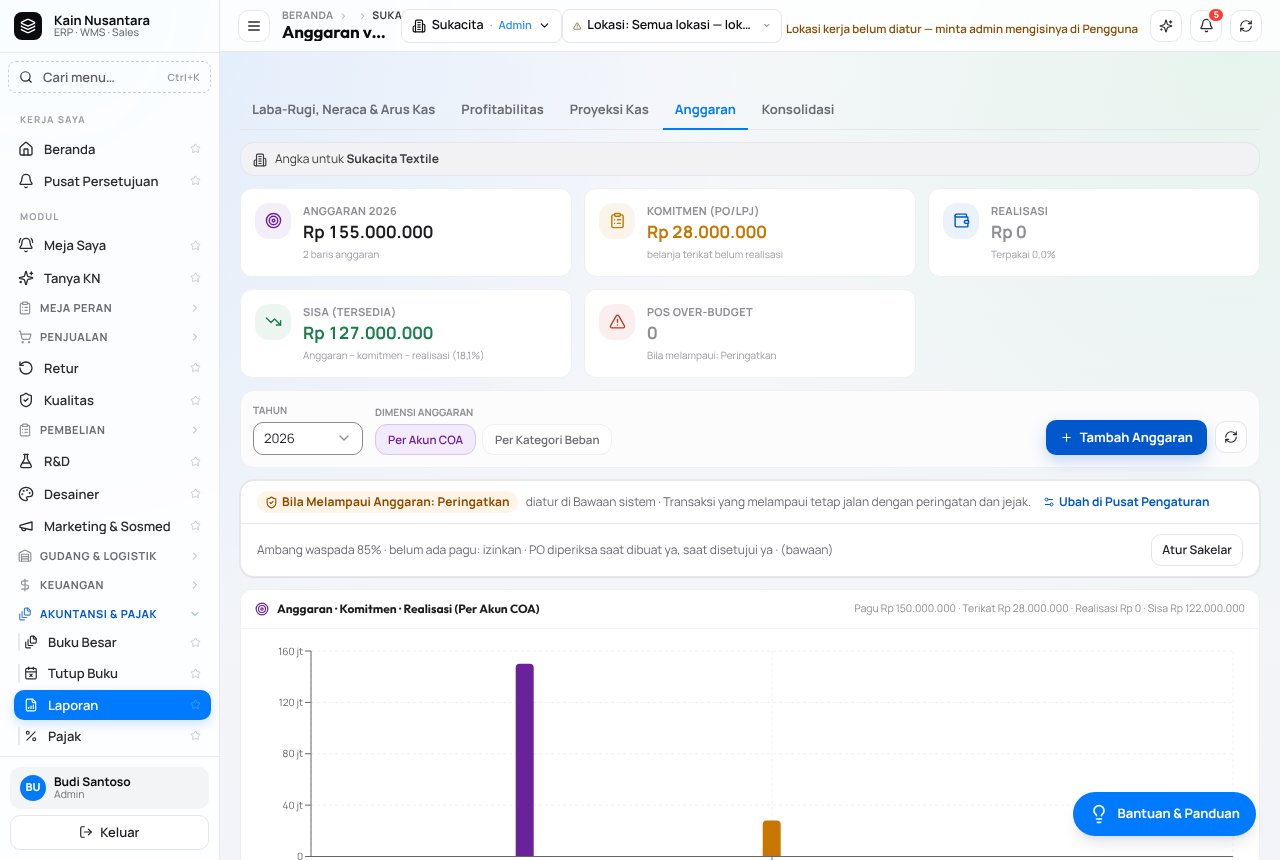 Kain Nusantara
ERP · WMS · Sales
Cari menu...
Ctrl+K
KERJA SAYA
Beranda
Pusat Persetujuan
MODUL
Meja Saya
Tanya KN
MEJA PERAN
PENJUALAN
Retur
Kualitas
PEMBELIAN
R&D
Desainer
Marketing & Sosmed
GUDANG & LOGISTIK
KEUANGAN
AKUNTANSI & PAJAK
Buku Besar
Tutup Buku
Laporan
Pajak
BU
Budi Santoso
Admin
Keluar
BERANDA > > SUKA
Anggaran v...
Sukacita · Admin
Lokasi: Semua lokasi — lok...
Lokasi kerja belum diatur — minta admin mengisinya di Pengguna
5
Laba-Rugi, Neraca & Arus Kas
Profitabilitas
Proyeksi Kas
Anggaran
Konsolidasi
Angka untuk Sukacita Textile
ANGGARAN 2026
Rp 155.000.000
2 baris anggaran
KOMITMEN (PO/LPJ)
Rp 28.000.000
belanja terikat belum realisasi
REALISASI
Rp 0
Terpakai 0,0%
SISA (TERSEDIA)
Rp 127.000.000
Anggaran − komitmen − realisasi (18,1%)
POS OVER-BUDGET
0
Bila melampaui: Peringatkan
TAHUN
2026
DIMENSI ANGGARAN
Per Akun COA
Per Kategori Beban
+ Tambah Anggaran
Bila Melampaui Anggaran: Peringatkan
diatur di Bawaan sistem · Transaksi yang melampaui tetap jalan dengan peringatan dan jejak.
Ubah di Pusat Pengaturan
Ambang waspada 85% · belum ada pagu: izinkan · PO diperiksa saat dibuat ya, saat disetujui ya · (bawaan)
Atur Sakelar
Anggaran · Komitmen · Realisasi (Per Akun COA)
Pagu Rp 150.000.000 · Terikat Rp 28.000.000 · Realisasi Rp 0 · Sisa Rp 122.000.000
160 jt
120 jt
80 jt
40 jt
0
Bantuan & Panduan